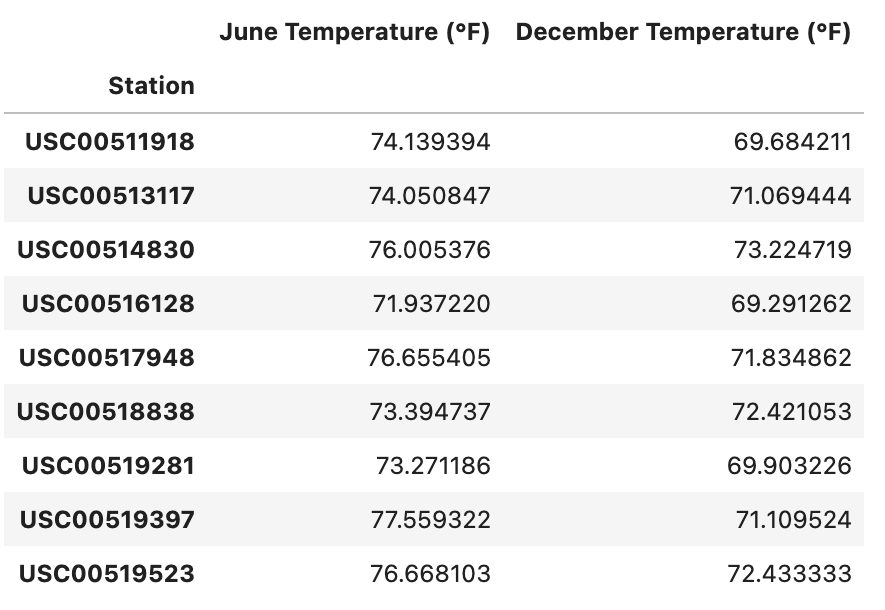 June Temperature (°F) December Temperature (°F)
Station
USC00511918 74.139394 69.684211
USC00513117 74.050847 71.069444
USC00514830 76.005376 73.224719
USC00516128 71.937220 69.291262
USC00517948 76.655405 71.834862
USC00518838 73.394737 72.421053
USC00519281 73.271186 69.903226
USC00519397 77.559322 71.109524
USC00519523 76.668103 72.433333